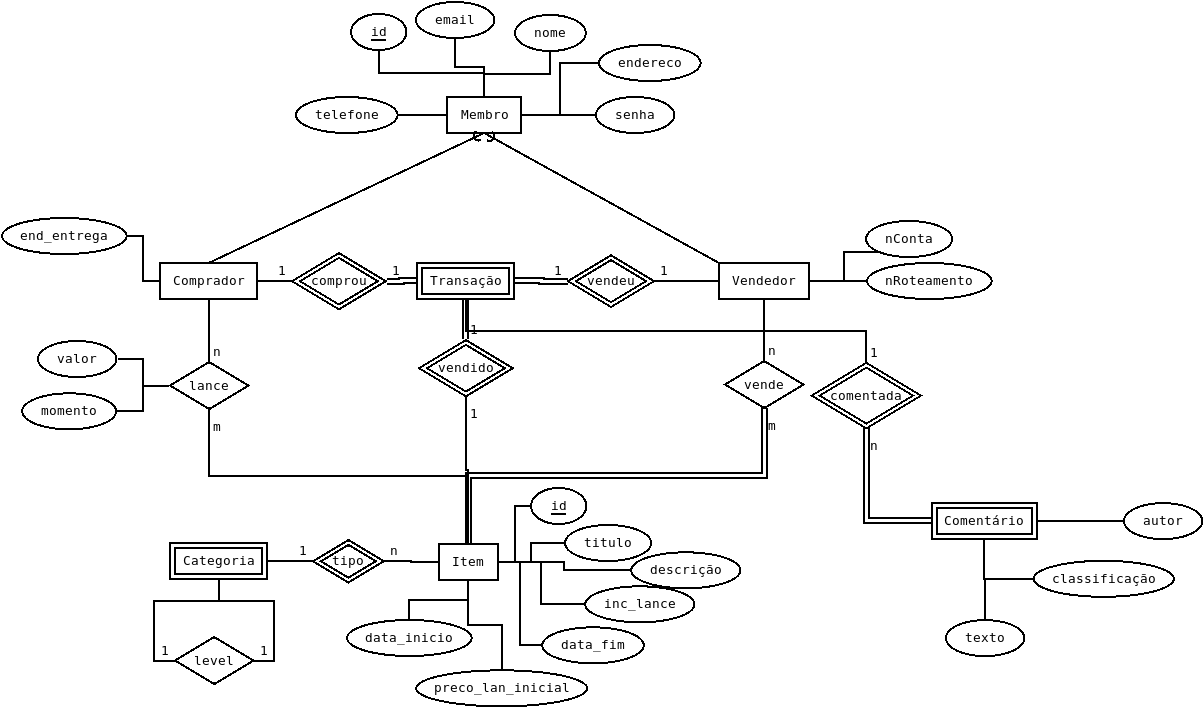 email
id
nome
endereco
telefone
Membro
senha
end_entrega
nConta
Comprador
1
comprou
1
Transação
1
vendeu
1
Vendedor
nRoteamento
1
n
n
1
valor
vendido
lance
vende
comentada
momento
1
m
m
n
id
Comentário
autor
titulo
1
n
Categoria
tipo
Item
descrição
classificação
inc_lance
data_inicio
texto
data_fim
1
1
level
preco_lan_inicial